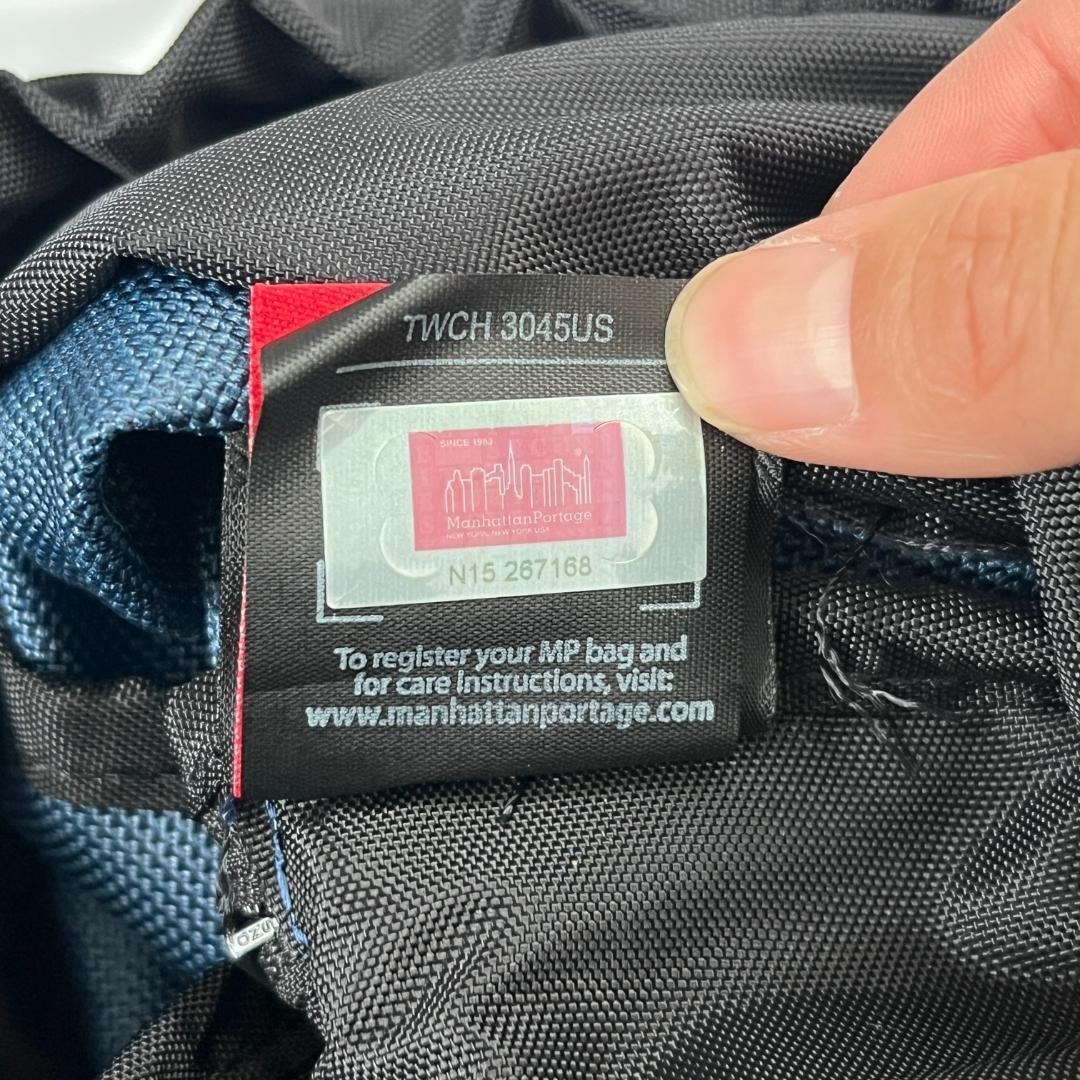 TWCH 3045US
SINCE 1983
ManhattanPortage
NEW YORK, NEW YORK USA
N15 267168
To register your MP bag and
for care instructions, visit:
www.manhattanportage.com